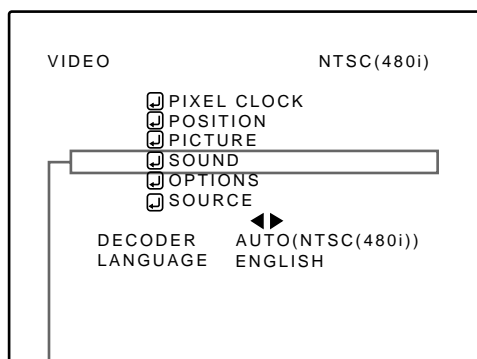 VIDEO NTSC(480i)
PIXEL CLOCK
POSITION
PICTURE
SOUND
OPTIONS
SOURCE
DECODER AUTO(NTSC(480i))
LANGUAGE ENGLISH